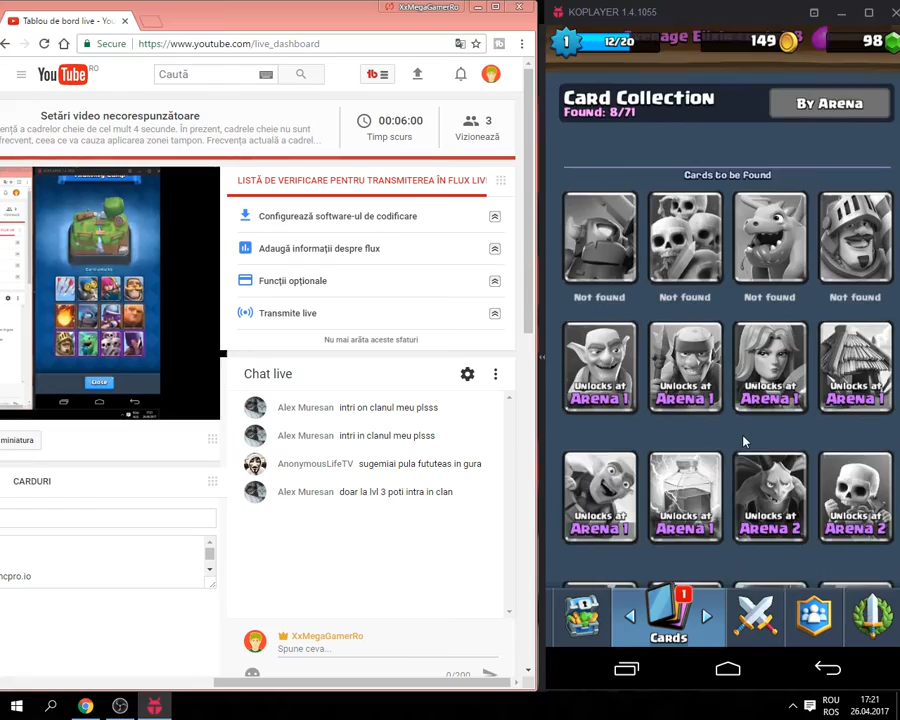 XxMegaGamerRo
Tablou de bord live - You
Secure
https://www.youtube.com/live_dashboard
YouTube RO
Caută
Setări video necorespunzătoare
ență a cadrelor cheie de cel mult 4 secunde. În prezent, cadrele cheie nu sunt
frecvent, ceea ce va cauza aplicarea zonei tampon. Frecvența actuală a cadrel...
00:06:00
Timp scurs
3
Vizionează
LISTĂ DE VERIFICARE PENTRU TRANSMITEREA ÎN FLUX LIV
Configurează software-ul de codificare
Adaugă informații despre flux
Funcții opționale
Transmite live
Nu mai arăta aceste sfaturi
Close
miniatura
CARDURI
ncpro.io
Chat live
Alex Muresan intri on clanul meu plsss
Alex Muresan intri in clanul meu plsss
AnonymousLifeTV sugemiai pula fututeas in gura
Alex Muresan doar la lvl 3 poti intra in clan
XxMegaGamerRo
Spune ceva...
0/200
KOPLAYER 1.4.1055
1
12/20
149
98
Card Collection
Found: 8/71
By Arena
Cards to be Found
Not found
Not found
Not found
Not found
Unlocks at Arena 1
Unlocks at Arena 1
Unlocks at Arena 1
Unlocks at Arena 1
Unlocks at Arena 1
Unlocks at Arena 1
Unlocks at Arena 2
Unlocks at Arena 2
1
Cards
ROU
ROS
17:21
26.04.2017